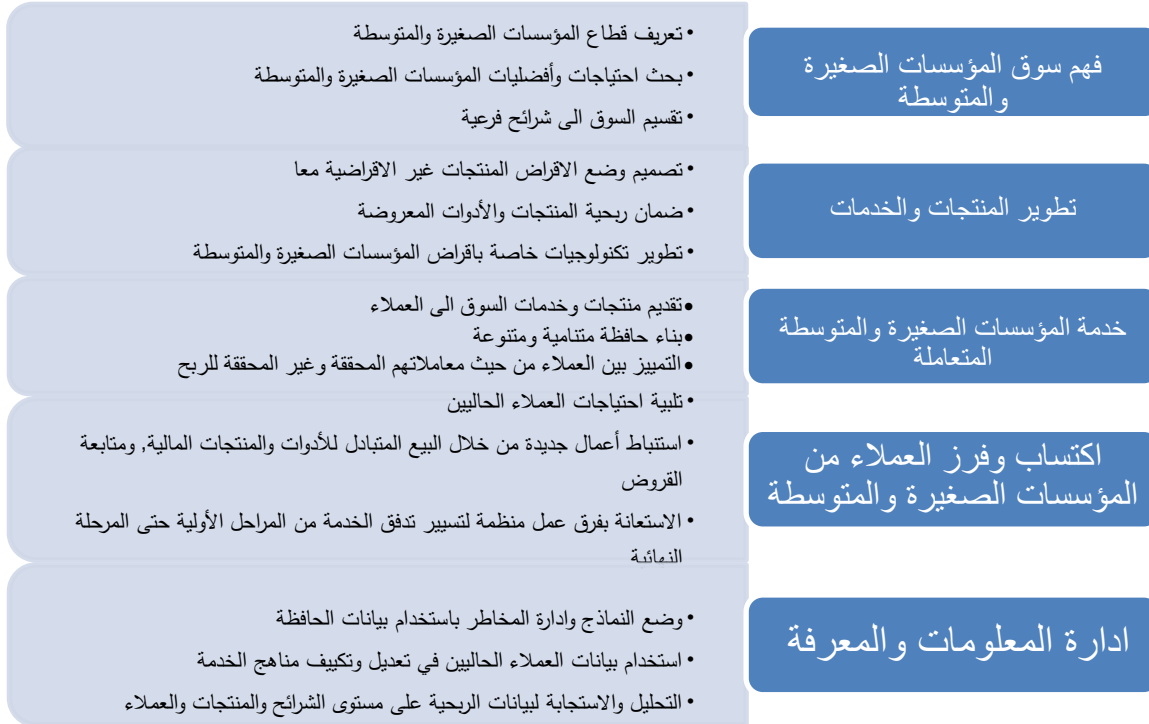 فهم سوق المؤسسات الصغيرة
والمتوسطة
•تعريف قطاع المؤسسات الصغيرة والمتوسطة
•بحث احتياجات وأفضليات المؤسسات الصغيرة والمتوسطة
•تقسيم السوق الى شرائح فرعية
تطوير المنتجات والخدمات
•تصميم وضع الاقراض المنتجات غير الاقراضية معا
•ضمان ربحية المنتجات والأدوات المعروضة
•تطوير تكنولوجيات خاصة باقراض المؤسسات الصغيرة والمتوسطة
خدمة المؤسسات الصغيرة والمتوسطة
المتعاملة
•تقديم منتجات وخدمات السوق الى العملاء
•بناء حافظة متنامية ومتنوعة
•التمييز بين العملاء من حيث معاملاتهم المحققة وغير المحققة للربح
اكتساب وفرز العملاء من
المؤسسات الصغيرة والمتوسطة
•تلبية احتياجات العملاء الحاليين
•استنباط أعمال جديدة من خلال البيع المتبادل للأدوات والمنتجات المالية, ومتابعة
القروض
•الاستعانة بفرق عمل منظمة لتسيير تدفق الخدمة من المراحل الأولية حتى المرحلة
النهائية
ادارة المعلومات والمعرفة
•وضع النماذج وادارة المخاطر باستخدام بيانات الحافظة
•استخدام بيانات العملاء الحاليين في تعديل وتكييف مناهج الخدمة
•التحليل والاستجابة لبيانات الربحية على مستوى الشرائح والمنتجات والعملاء